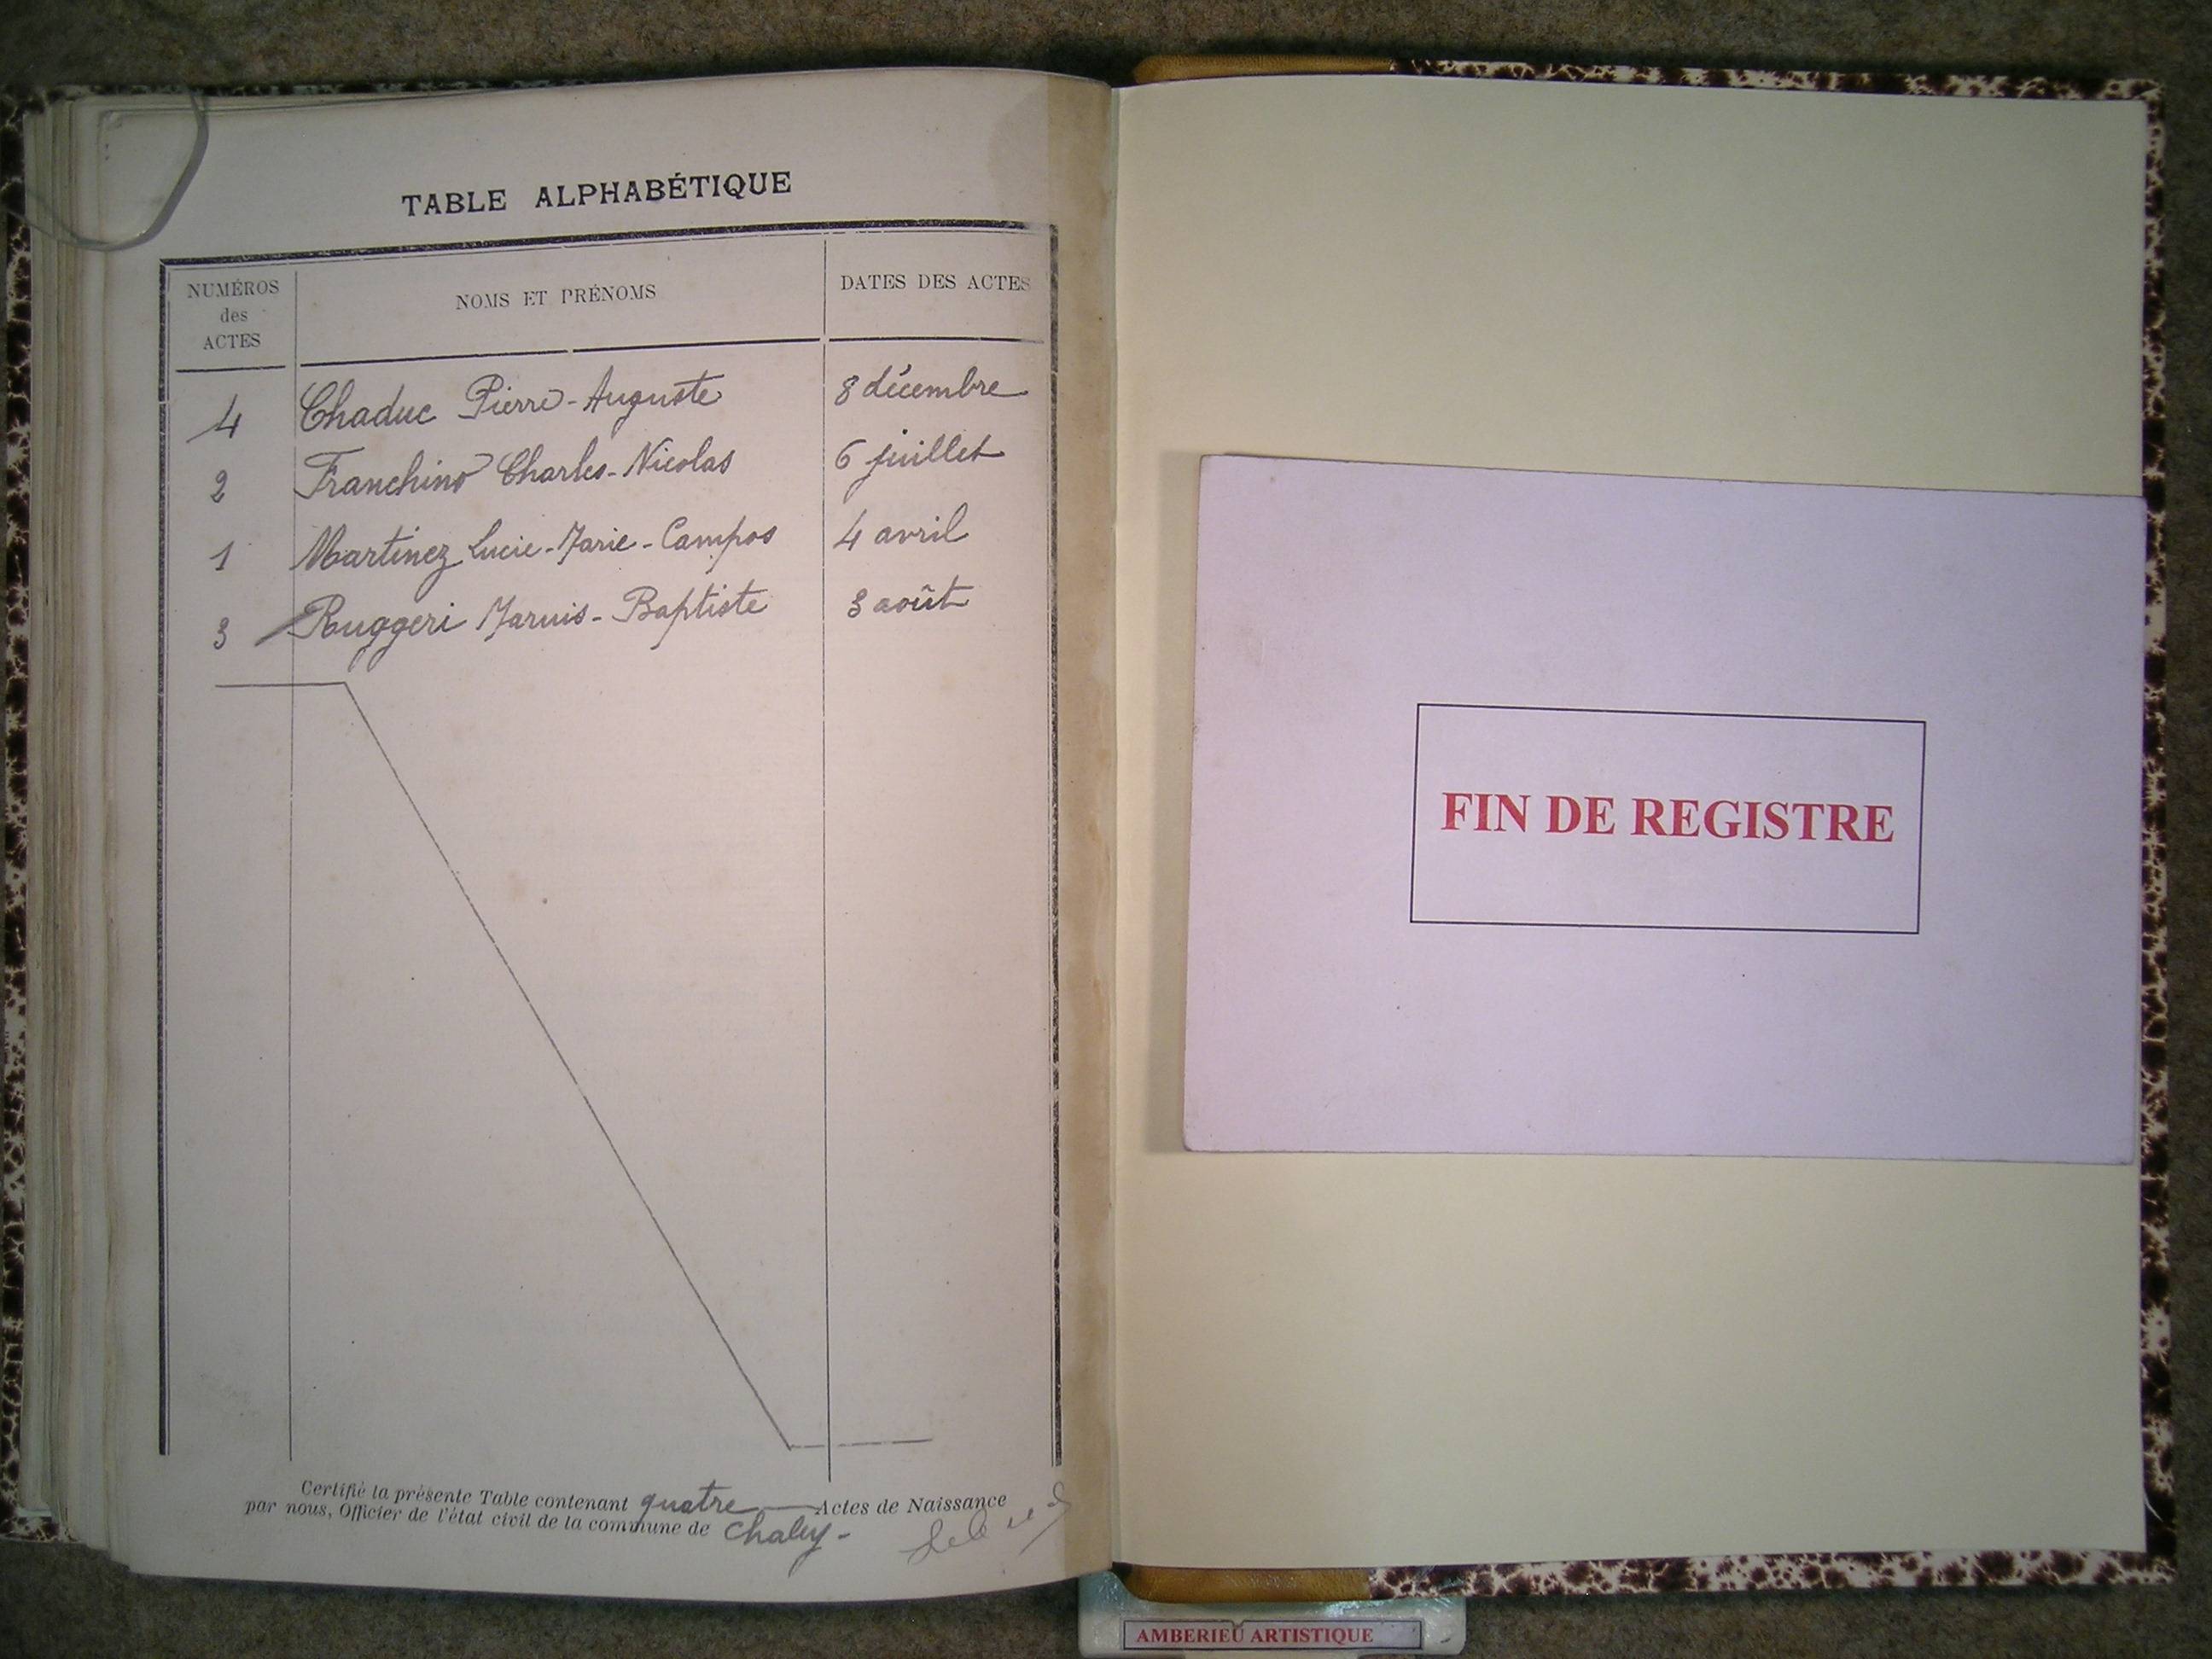 TABLE ALPHABÉTIQUE
NUMÉROS des ACTES
NOMS ET PRÉNOMS
DATES DES ACTES
4 Chaduc Pierre-Auguste 8 décembre
2 Franchino Charles-Nicolas 6 juillet
1 Martinez Lucie-Marie-Campos 4 avril
3 Ruggeri Marius-Baptiste 3 août
Certifié la présente Table contenant quatre Actes de Naissance
par nous, Officier de l'état civil de la commune de Chaley-
FIN DE REGISTRE
AMBERIEU ARTISTIQUE